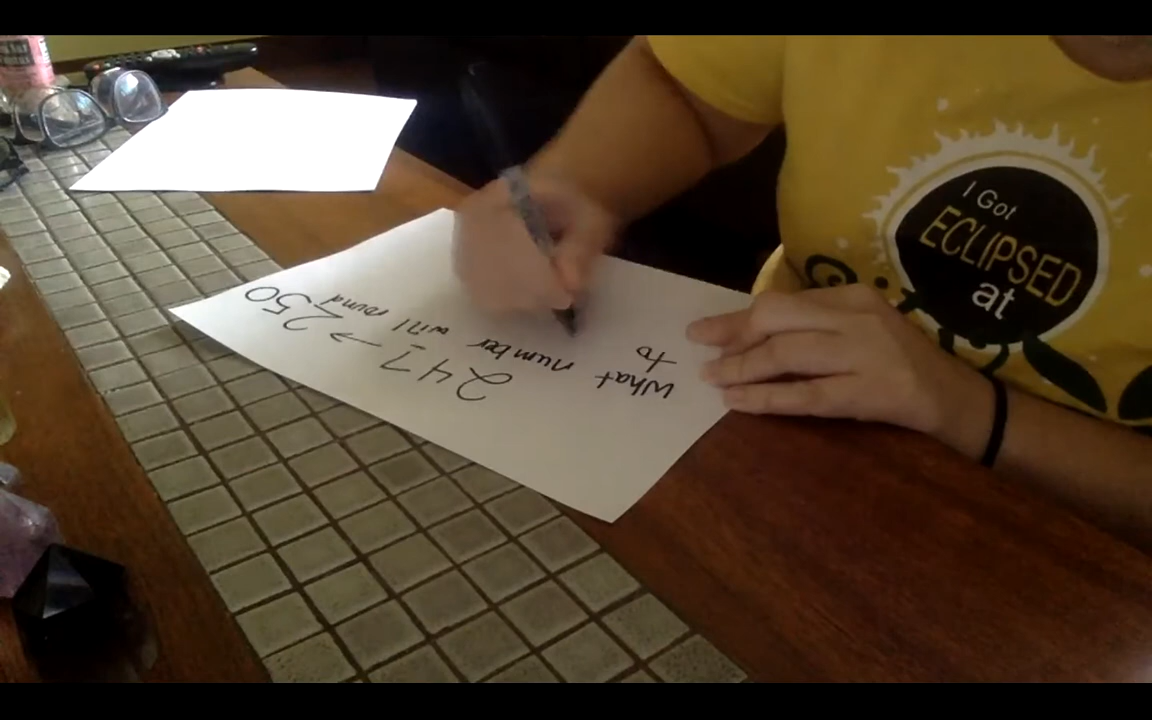 247 → 250
What number will round
to
I Got
ECLIPSED
at